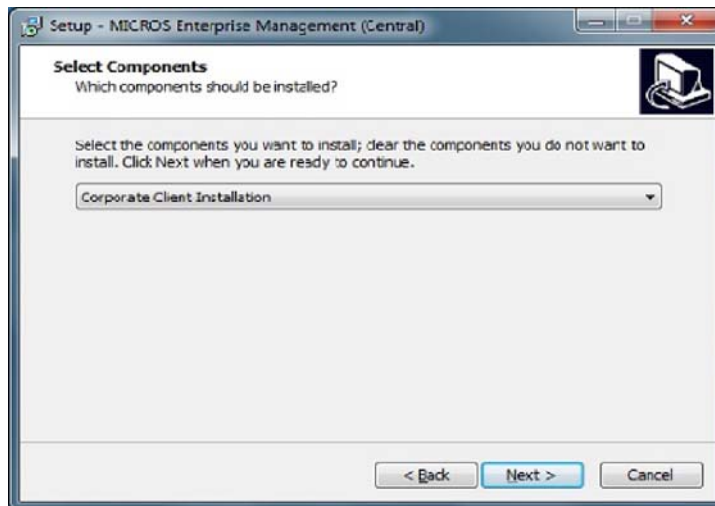 Setup - MICROS Enterprise Management (Central)
Select Components
Which components should be installed?
Select the components you want to install; clear the components you do not want to
install. Click Next when you are ready to continue.
Corporate Client Installation
< Back
Next >
Cancel